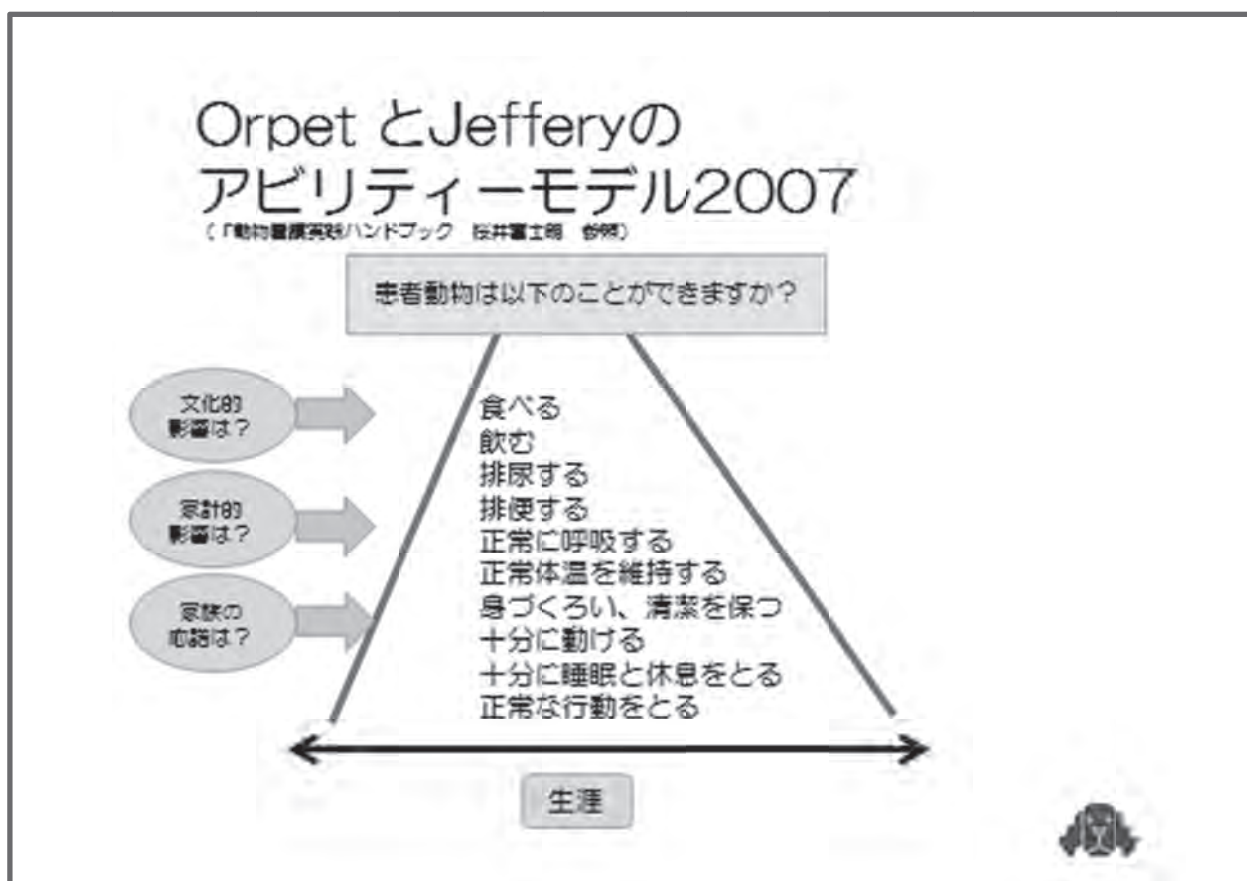 Orpet とJefferyの
アビリティーモデル2007
（『動物看護実践ハンドブック　桜井富士朗　参照）
患者動物は以下のことができますか？
文化的
影響は？
家計的
影響は？
家族の
応諾は？
食べる
飲む
排尿する
排便する
正常に呼吸する
正常体温を維持する
身づくろい、清潔を保つ
十分に動ける
十分に睡眠と休息をとる
正常な行動をとる
生涯